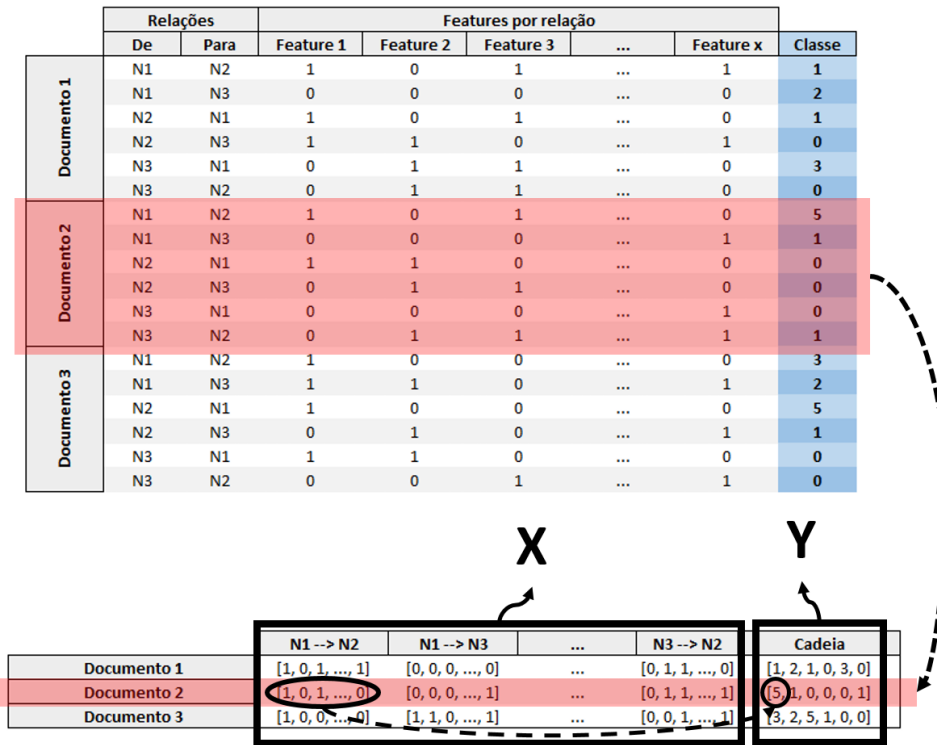 Relações Features por relação
De Para Feature 1 Feature 2 Feature 3 ... Feature x Classe
Documento 1
N1 N2 1 0 1 ... 1 1
N1 N3 0 0 0 ... 0 2
N2 N1 1 0 1 ... 0 1
N2 N3 1 1 0 ... 1 0
N3 N1 0 1 1 ... 0 3
N3 N2 0 1 1 ... 0 0
Documento 2
N1 N2 1 0 1 ... 0 5
N1 N3 0 0 0 ... 1 1
N2 N1 1 1 0 ... 0 0
N2 N3 0 1 1 ... 0 0
N3 N1 0 0 0 ... 1 0
N3 N2 0 1 1 ... 1 1
Documento 3
N1 N2 1 0 0 ... 0 3
N1 N3 1 1 0 ... 1 2
N2 N1 1 0 0 ... 0 5
N2 N3 0 1 0 ... 1 1
N3 N1 1 1 0 ... 0 0
N3 N2 0 0 1 ... 1 0
X Y
N1 --> N2 N1 --> N3 ... N3 --> N2 Cadeia
Documento 1 [1, 0, 1, ..., 1] [0, 0, 0, ..., 0] ... [0, 1, 1, ..., 0] [1, 2, 1, 0, 3, 0]
Documento 2 [1, 0, 1, ..., 0] [0, 0, 0, ..., 1] ... [0, 1, 1, ..., 1] [5, 1, 0, 0, 0, 1]
Documento 3 [1, 0, 0, ..., 0] [1, 1, 0, ..., 1] ... [0, 0, 1, ..., 1] [3, 2, 5, 1, 0, 0]